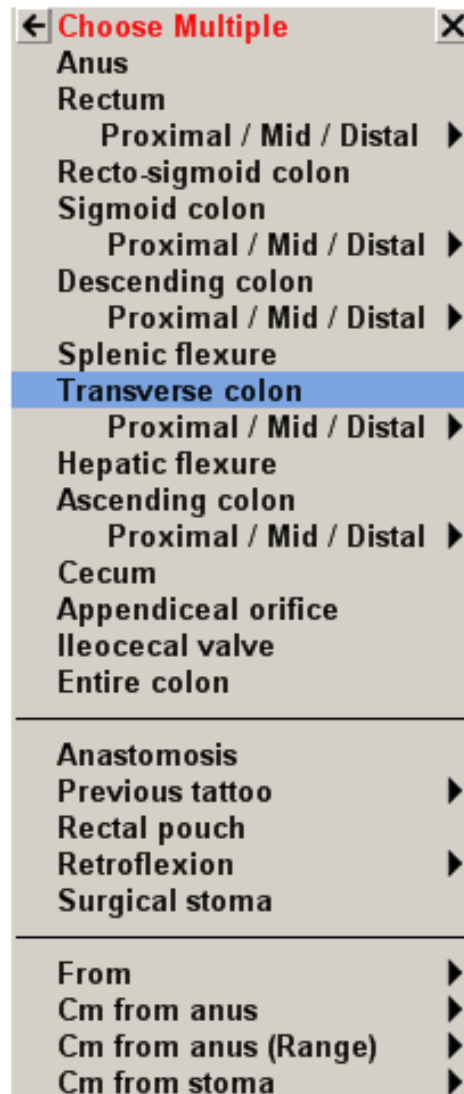 Choose Multiple
Anus
Rectum
Proximal / Mid / Distal
Recto-sigmoid colon
Sigmoid colon
Proximal / Mid / Distal
Descending colon
Proximal / Mid / Distal
Splenic flexure
Transverse colon
Proximal / Mid / Distal
Hepatic flexure
Ascending colon
Proximal / Mid / Distal
Cecum
Appendiceal orifice
Ileocecal valve
Entire colon
Anastomosis
Previous tattoo
Rectal pouch
Retroflexion
Surgical stoma
From
Cm from anus
Cm from anus (Range)
Cm from stoma